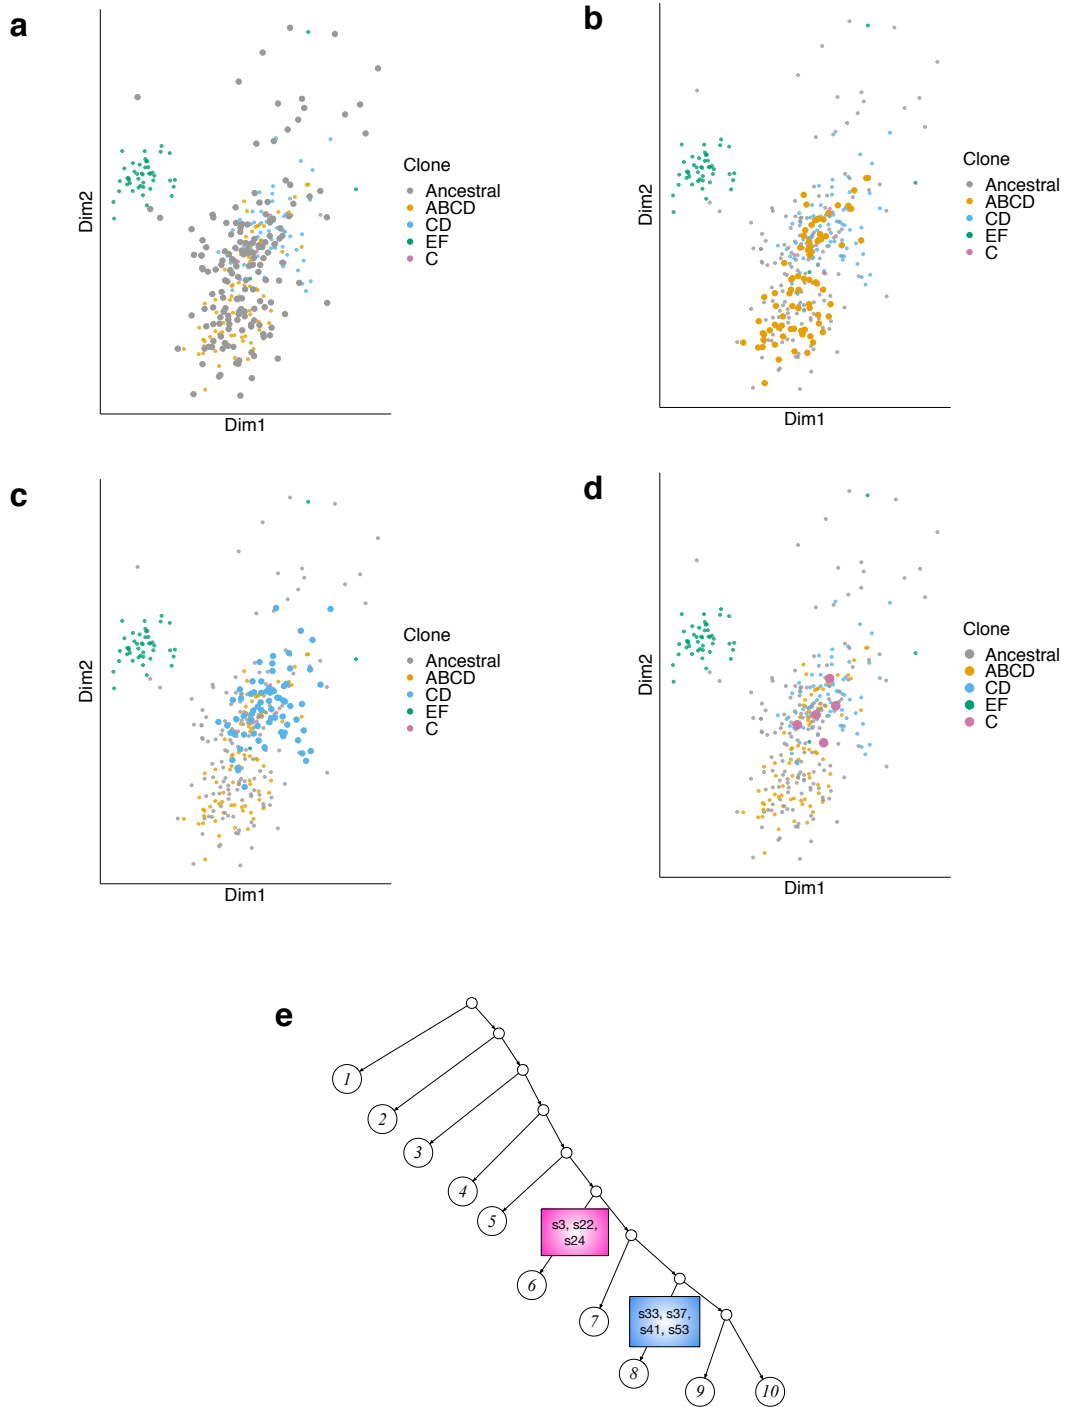 a
Dim2
Dim1
Clone
Ancestral
ABCD
CD
EF
C
b
Dim2
Dim1
Clone
Ancestral
ABCD
CD
EF
C
c
Dim2
Dim1
Clone
Ancestral
ABCD
CD
EF
C
d
Dim2
Dim1
Clone
Ancestral
ABCD
CD
EF
C
e
1
2
3
4
5
s3, s22,
s24
6
7
s33, s37,
s41, s53
8
9
10